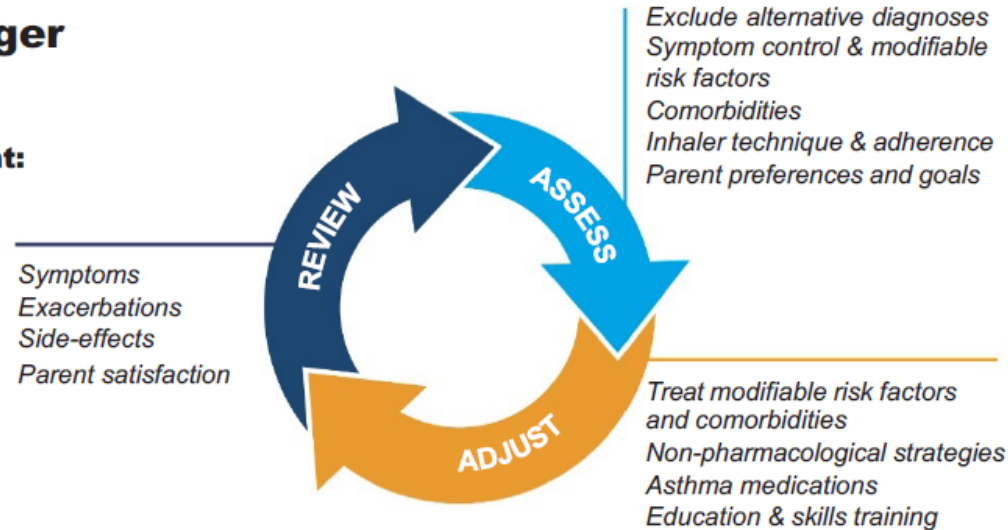 ger
nt:
Exclude alternative diagnoses
Symptom control & modifiable
risk factors
Comorbidities
Inhaler technique & adherence
Parent preferences and goals
ASSESS
REVIEW
Symptoms
Exacerbations
Side-effects
Parent satisfaction
ADJUST
Treat modifiable risk factors
and comorbidities
Non-pharmacological strategies
Asthma medications
Education & skills training